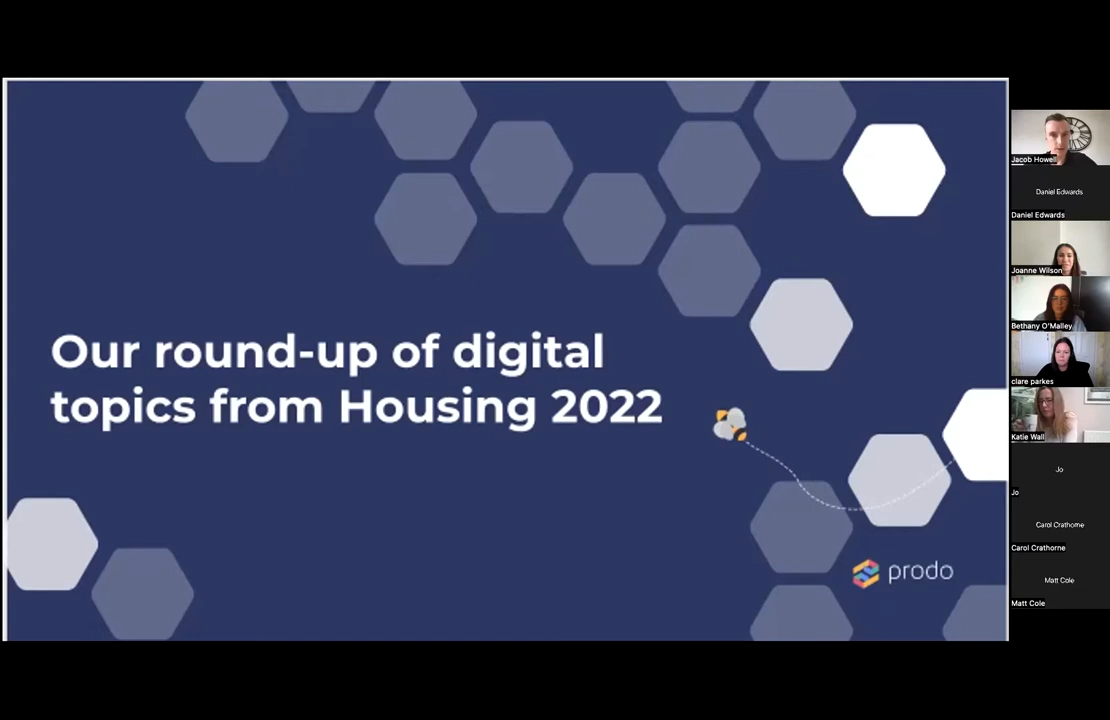 Our round-up of digital
topics from Housing 2022
prodo
Jacob Howell
Daniel Edwards
Daniel Edwards
Joanne Wilson
Bethany O'Malley
clare parkes
Katie Wall
Jo
Jo
Carol Crathorne
Carol Crathorne
Matt Cole
Matt Cole